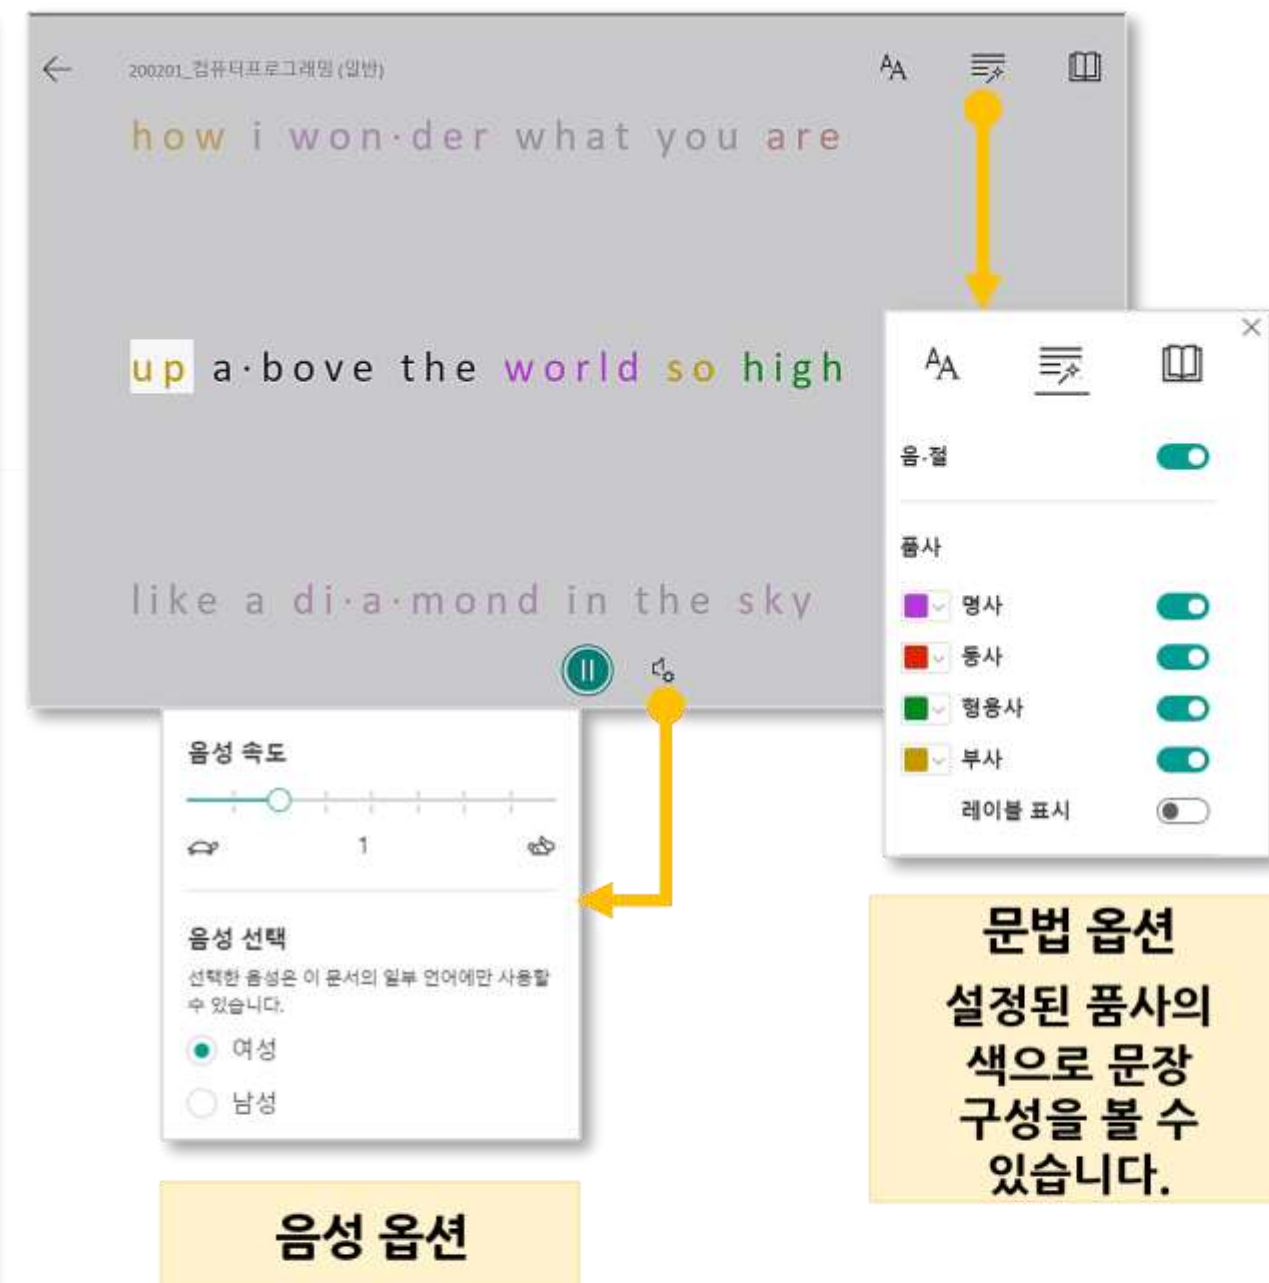 200201_컴퓨터프로그래밍 (일반)
how i won·der what you are
up a·bove the world so high
like a di·a·mond in the sky
음·절
품사
명사
동사
형용사
부사
레이블 표시
음성 속도
1
음성 선택
선택한 음성은 이 문서의 일부 언어에만 사용할
수 있습니다.
여성
남성
음성 옵션
문법 옵션
설정된 품사의
색으로 문장
구성을 볼 수
있습니다.